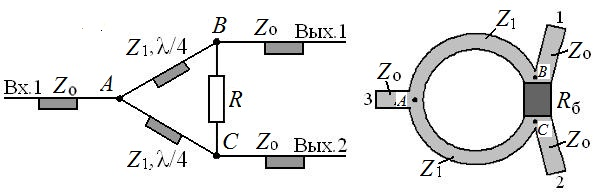 B
Z₀ Вых.1
Z₁, λ/4
Вх.1 Z₀ A
R
Z₁, λ/4
C
Z₀ Вых.2
Z₁
1
Z₀
Z₀
B
3 A
Rб
C
Z₀
Z₁
2